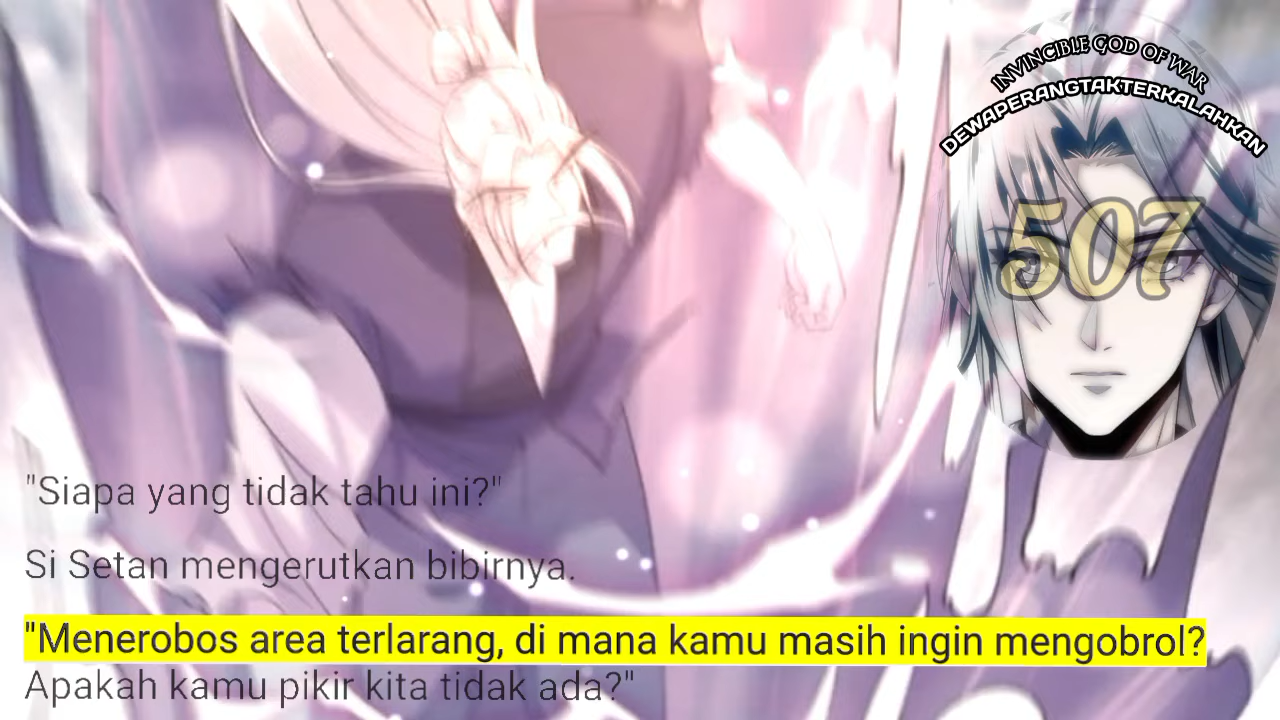 INVINCIBLE GOD OF WAR
DEWAPERANGTAKTERKALAHKAN
507
"Siapa yang tidak tahu ini?"
Si Setan mengerutkan bibirnya.
"Menerobos area terlarang, di mana kamu masih ingin mengobrol?
Apakah kamu pikir kita tidak ada?"